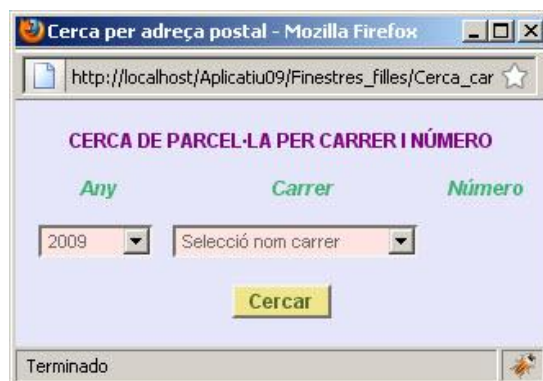 Cerca per adreça postal - Mozilla Firefox
http://localhost/Aplicatiu09/Finestres_filles/Cerca_car
CERCA DE PARCEL·LA PER CARRER I NÚMERO
Any Carrer Número
2009 Selecció nom carrer
Cercar
Terminado